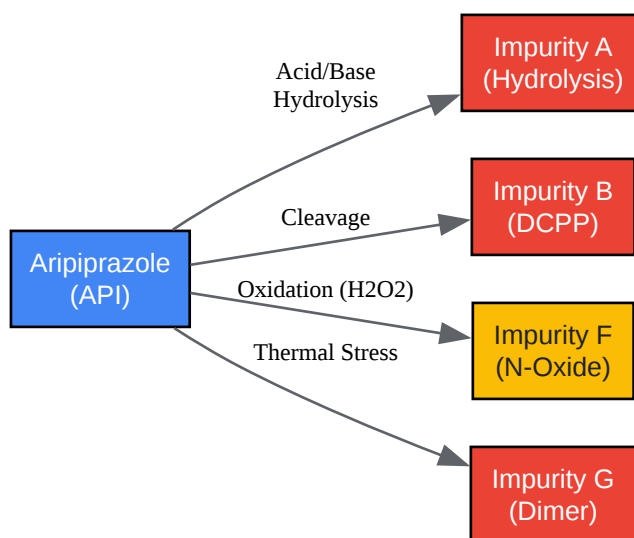 Impurity A
(Hydrolysis)
Acid/Base
Hydrolysis
Impurity B
(DCPP)
Cleavage
Aripiprazole
(API)
Oxidation (H2O2)
Impurity F
(N-Oxide)
Thermal Stress
Impurity G
(Dimer)